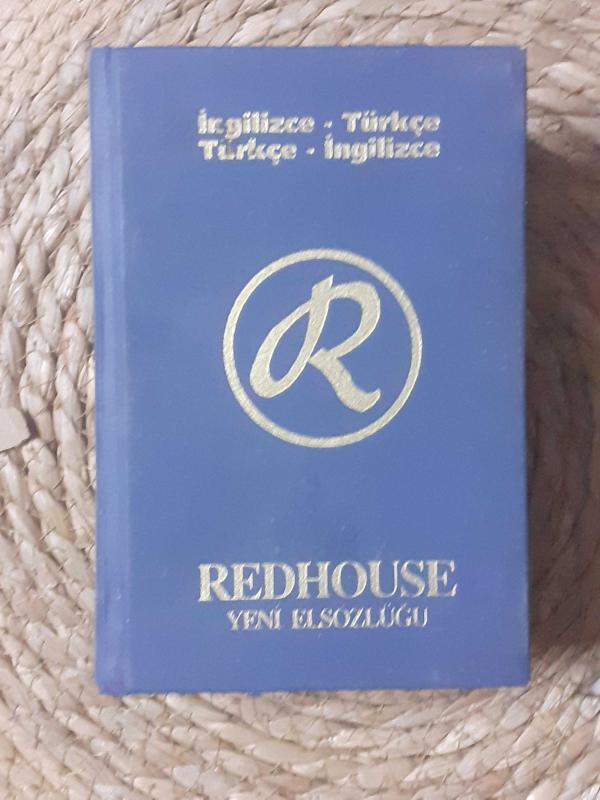 İngilizce - Türkçe
Türkçe - İngilizce
R
REDHOUSE
YENİ ELSÖZLÜĞÜ